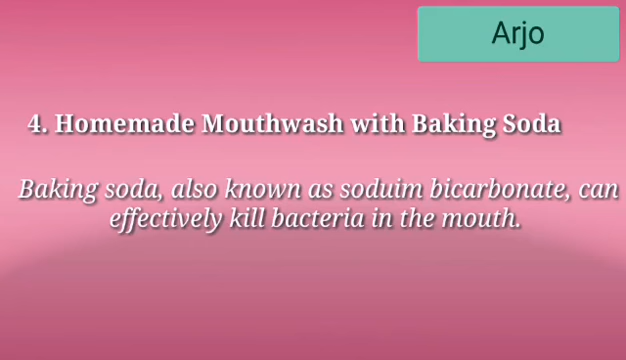 Arjo
4. Homemade Mouthwash with Baking Soda
Baking soda, also known as soduim bicarbonate, can
effectively kill bacteria in the mouth.